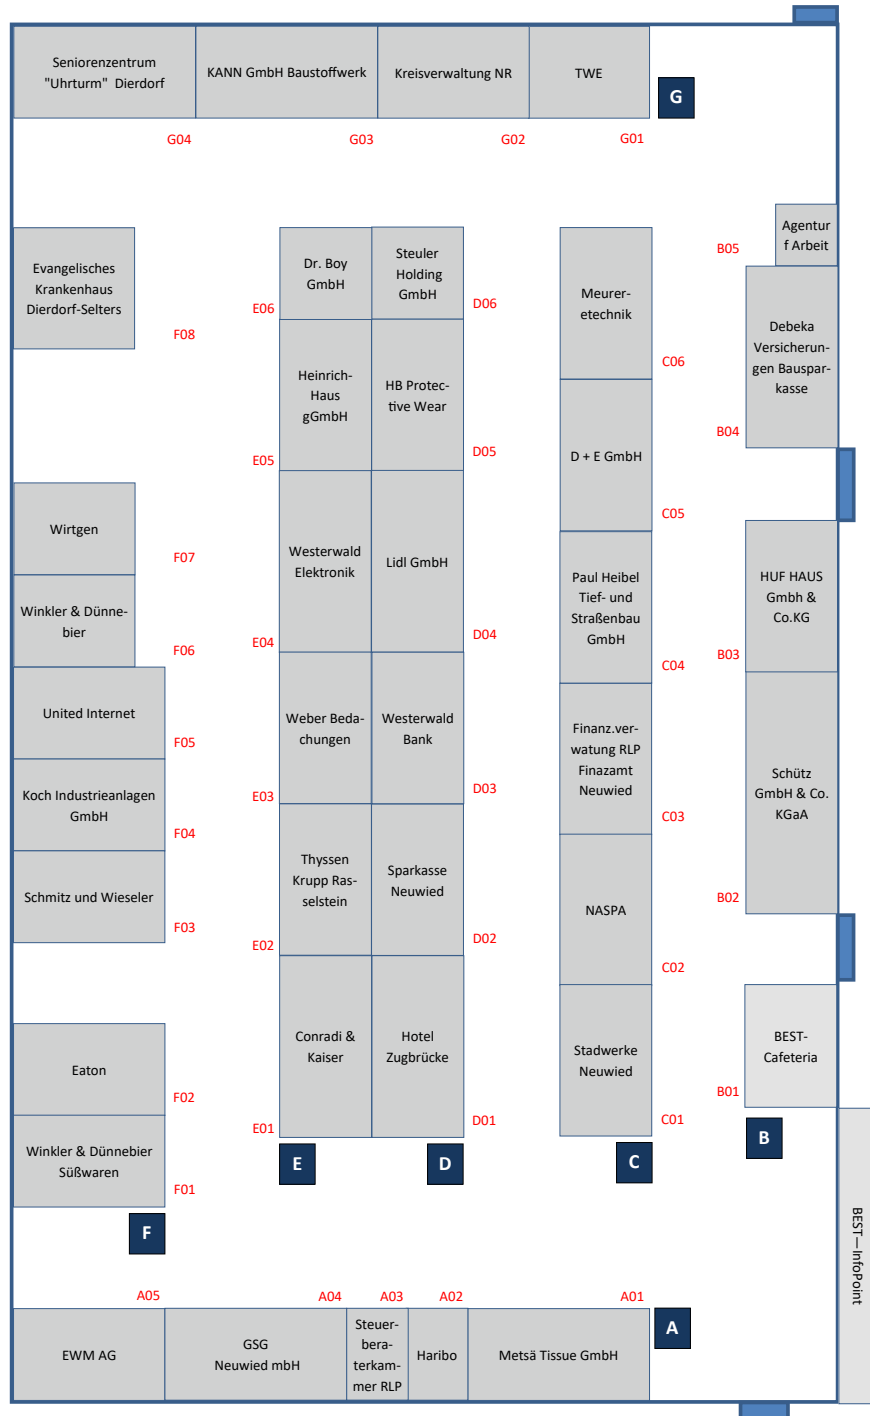 Seniorenzentrum
"Uhrturm" Dierdorf
KANN GmbH Baustoffwerk
Kreisverwaltung NR
TWE
G
G04
G03
G02
G01
Evangelisches
Krankenhaus
Dierdorf-Selters
F08
Wirtgen
F07
Winkler & Dünne-
bier
F06
United Internet
F05
Koch Industrieanlagen
GmbH
F04
Schmitz und Wieseler
F03
Eaton
F02
Winkler & Dünnebier
Süßwaren
F01
F
Dr. Boy
GmbH
E06
Heinrich-
Haus
gGmbH
E05
Westerwald
Elektronik
E04
Weber Beda-
chungen
E03
Thyssen
Krupp Ras-
selstein
E02
Conradi &
Kaiser
E01
E
Steuler
Holding
GmbH
D06
HB Protec-
tive Wear
D05
Lidl GmbH
D04
Westerwald
Bank
D03
Sparkasse
Neuwied
D02
Hotel
Zugbrücke
D01
D
Meurer-
etechnik
C06
D + E GmbH
C05
Paul Heibel
Tief- und
Straßenbau
GmbH
C04
Finanz.ver-
watung RLP
Finazamt
Neuwied
C03
NASPA
C02
Stadwerke
Neuwied
C01
C
Agentur
f Arbeit
B05
Debeka
Versicherun-
gen Bauspar-
kasse
B04
HUF HAUS
Gmbh &
Co.KG
B03
Schütz
GmbH & Co.
KGaA
B02
BEST-
Cafeteria
B01
B
BEST—InfoPoint
A05
A04
A03
A02
A01
A
EWM AG
GSG
Neuwied mbH
Steuer-
bera-
terkam-
mer RLP
Haribo
Metsä Tissue GmbH